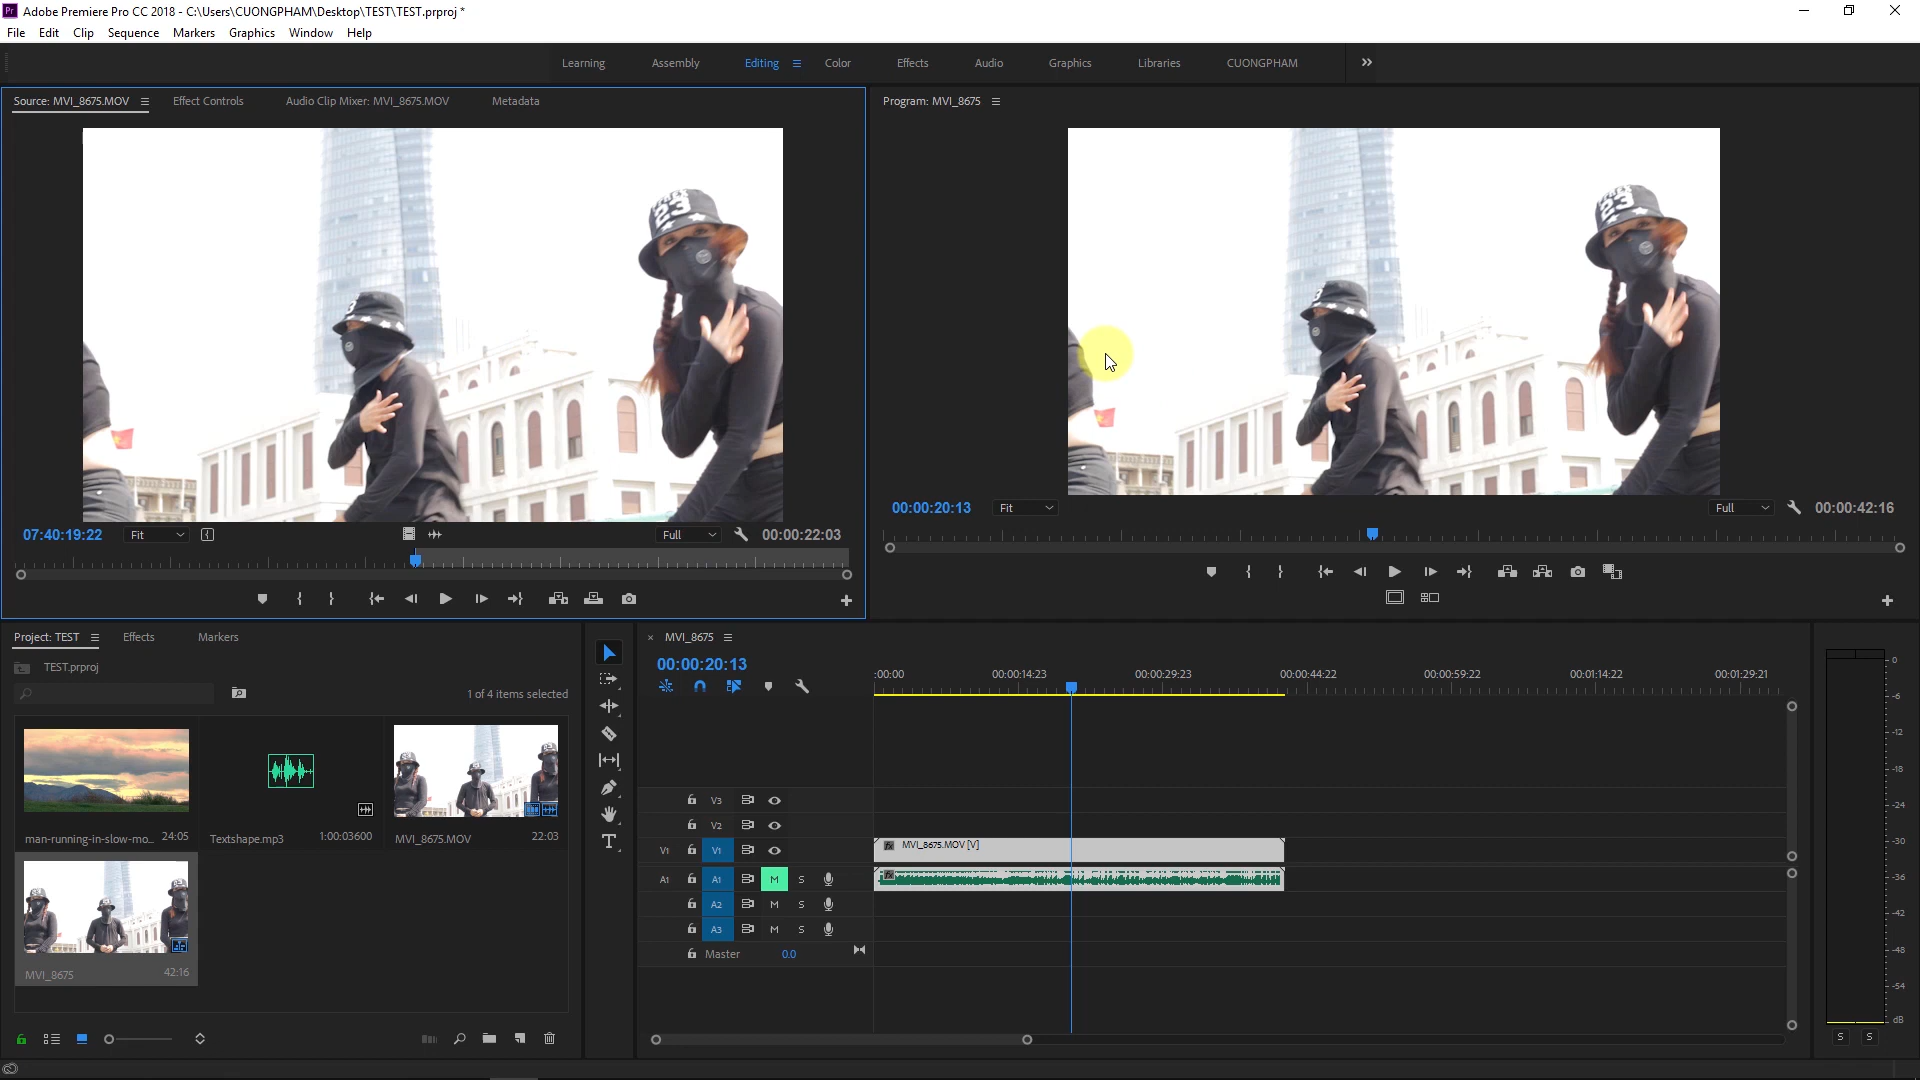 Pr Adobe Premiere Pro CC 2018 - C:\Users\CUONGPHAM\Desktop\TEST\TEST.prproj *
File Edit Clip Sequence Markers Graphics Window Help
Learning Assembly Editing Color Effects Audio Graphics Libraries CUONGPHAM
Source: MVI_8675.MOV Effect Controls Audio Clip Mixer: MVI_8675.MOV Metadata
Program: MVI_8675
23
23
07:40:19:22 Fit Full 00:00:22:03
00:00:20:13 Fit Full 00:00:42:16
Project: TEST Effects Markers
TEST.prproj
1 of 4 items selected
man-running-in-slow-mo... 24:05
Textshape.mp3 1:00:03600
MVI_8675.MOV 22:03
MVI_8675 42:16
× MVI_8675
00:00:20:13
:00:00 00:00:14:23 00:00:29:23 00:00:44:22 00:00:59:22 00:01:14:22 00:01:29:21
V3
V2
V1 V1
fx MVI_8675.MOV [V]
A1 A1 M S
fx
A2 M S
A3 M S
Master 0.0
0
-6
-12
-18
-24
-30
-36
-42
-48
-54
dB
S S